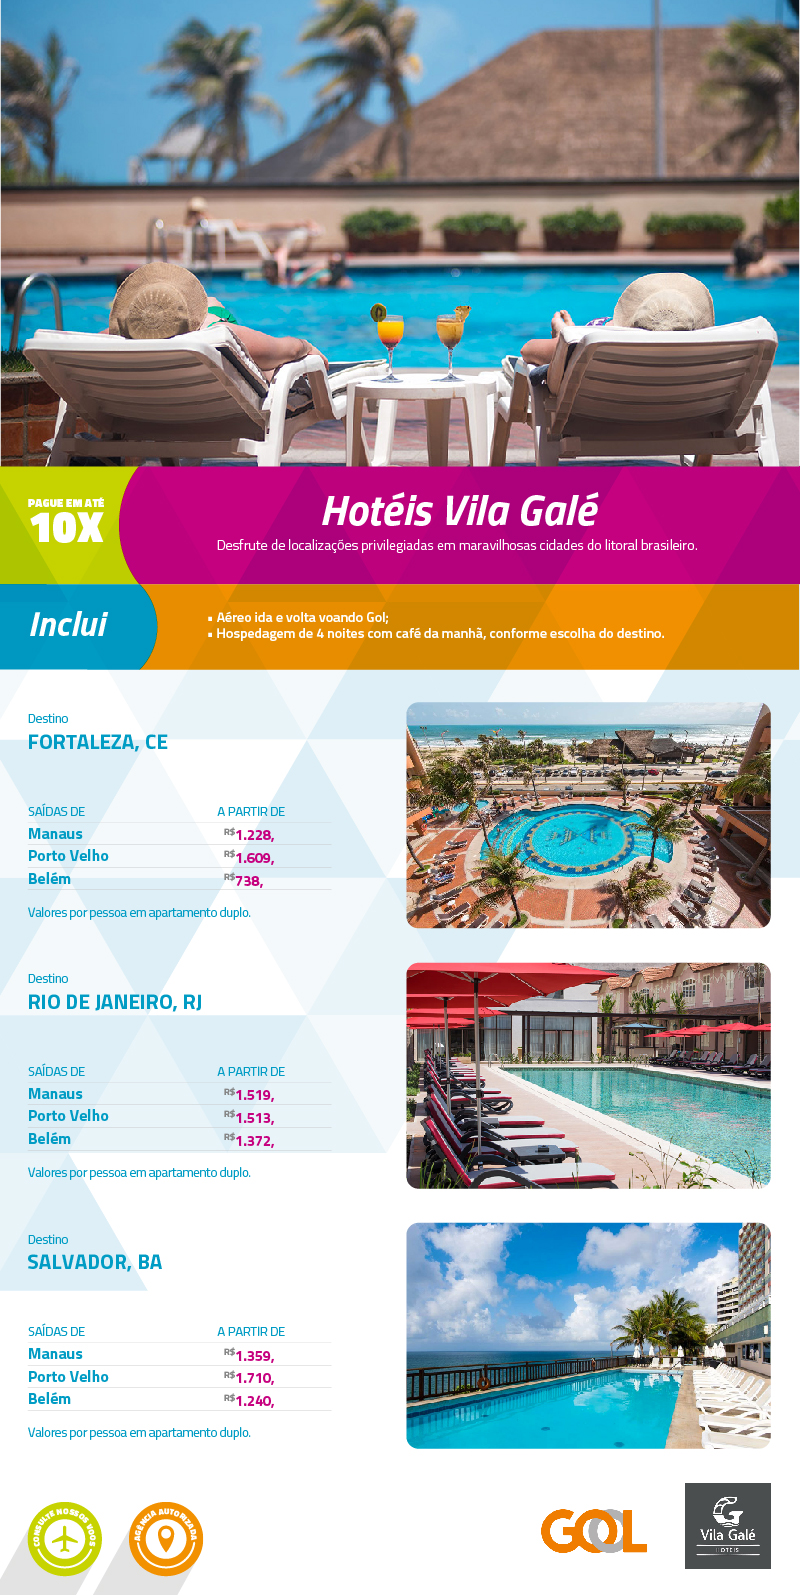 PAGUE EM ATÉ
10X
Hotéis Vila Galé
Desfrute de localizações privilegiadas em maravilhosas cidades do litoral brasileiro.
Inclui
• Aéreo ida e volta voando Gol;
• Hospedagem de 4 noites com café da manhã, conforme escolha do destino.
Destino
FORTALEZA, CE
SAÍDAS DE A PARTIR DE
Manaus R$1.228,
Porto Velho R$1.609,
Belém R$738,
Valores por pessoa em apartamento duplo.
Destino
RIO DE JANEIRO, RJ
SAÍDAS DE A PARTIR DE
Manaus R$1.519,
Porto Velho R$1.513,
Belém R$1.372,
Valores por pessoa em apartamento duplo.
Destino
SALVADOR, BA
SAÍDAS DE A PARTIR DE
Manaus R$1.359,
Porto Velho R$1.710,
Belém R$1.240,
Valores por pessoa em apartamento duplo.
CONSULTE NOSSOS VOOS
AGÊNCIA AUTORIZADA
GOL
Vila Galé
HOTÉIS